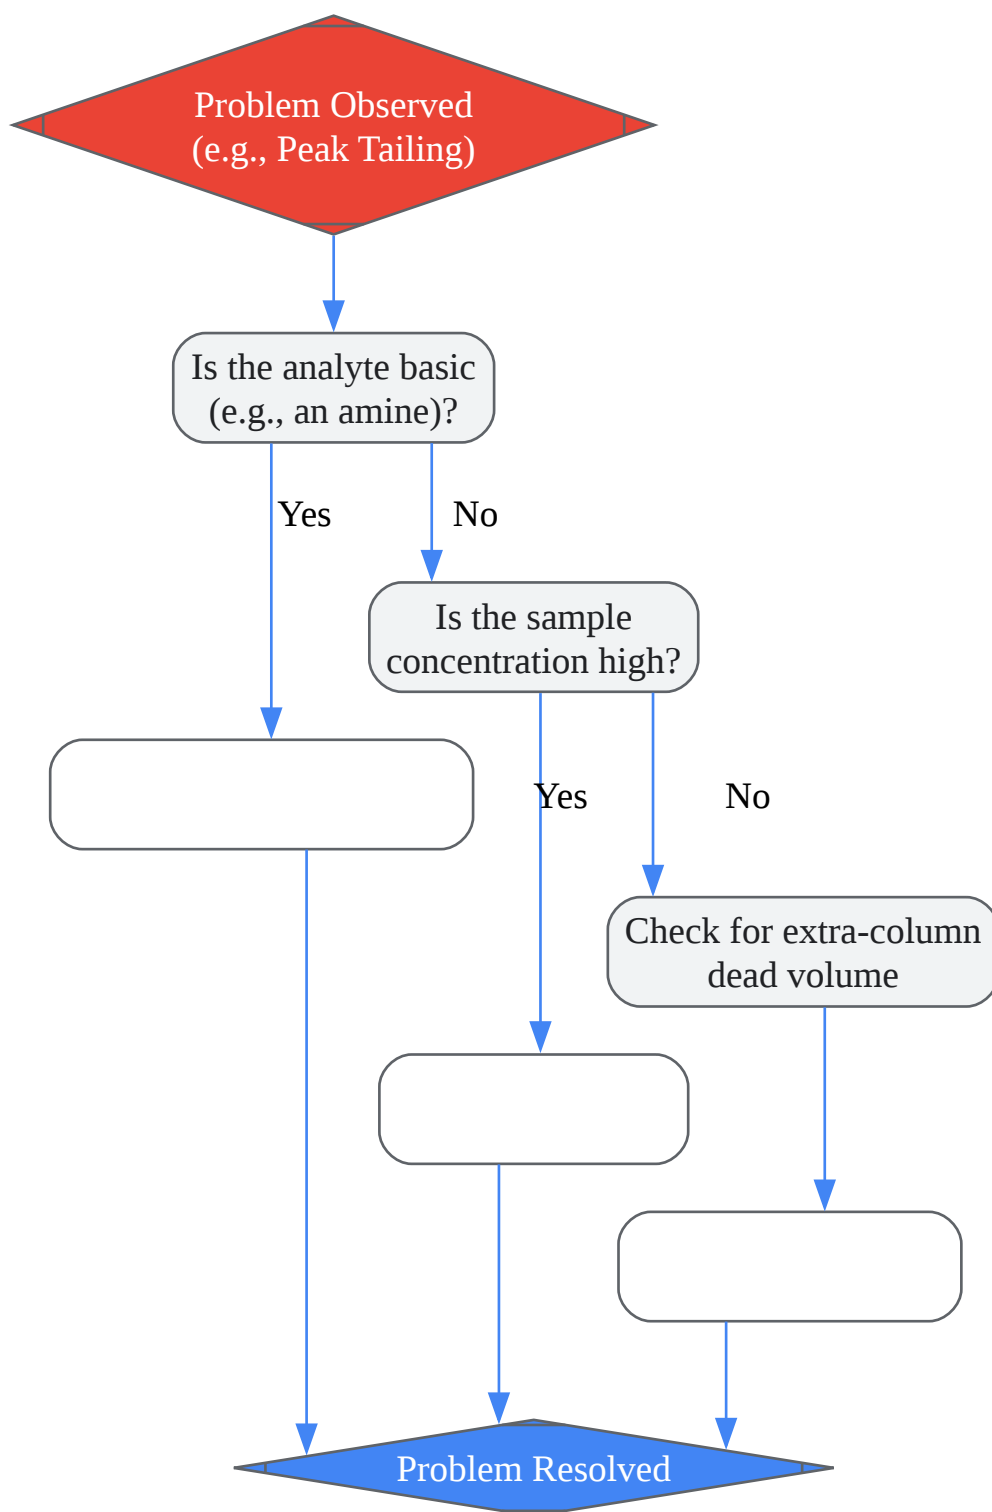 Problem Observed
(e.g., Peak Tailing)
Is the analyte basic
(e.g., an amine)?
Yes
No
Is the sample
concentration high?
Yes
No
Check for extra-column
dead volume
Problem Resolved